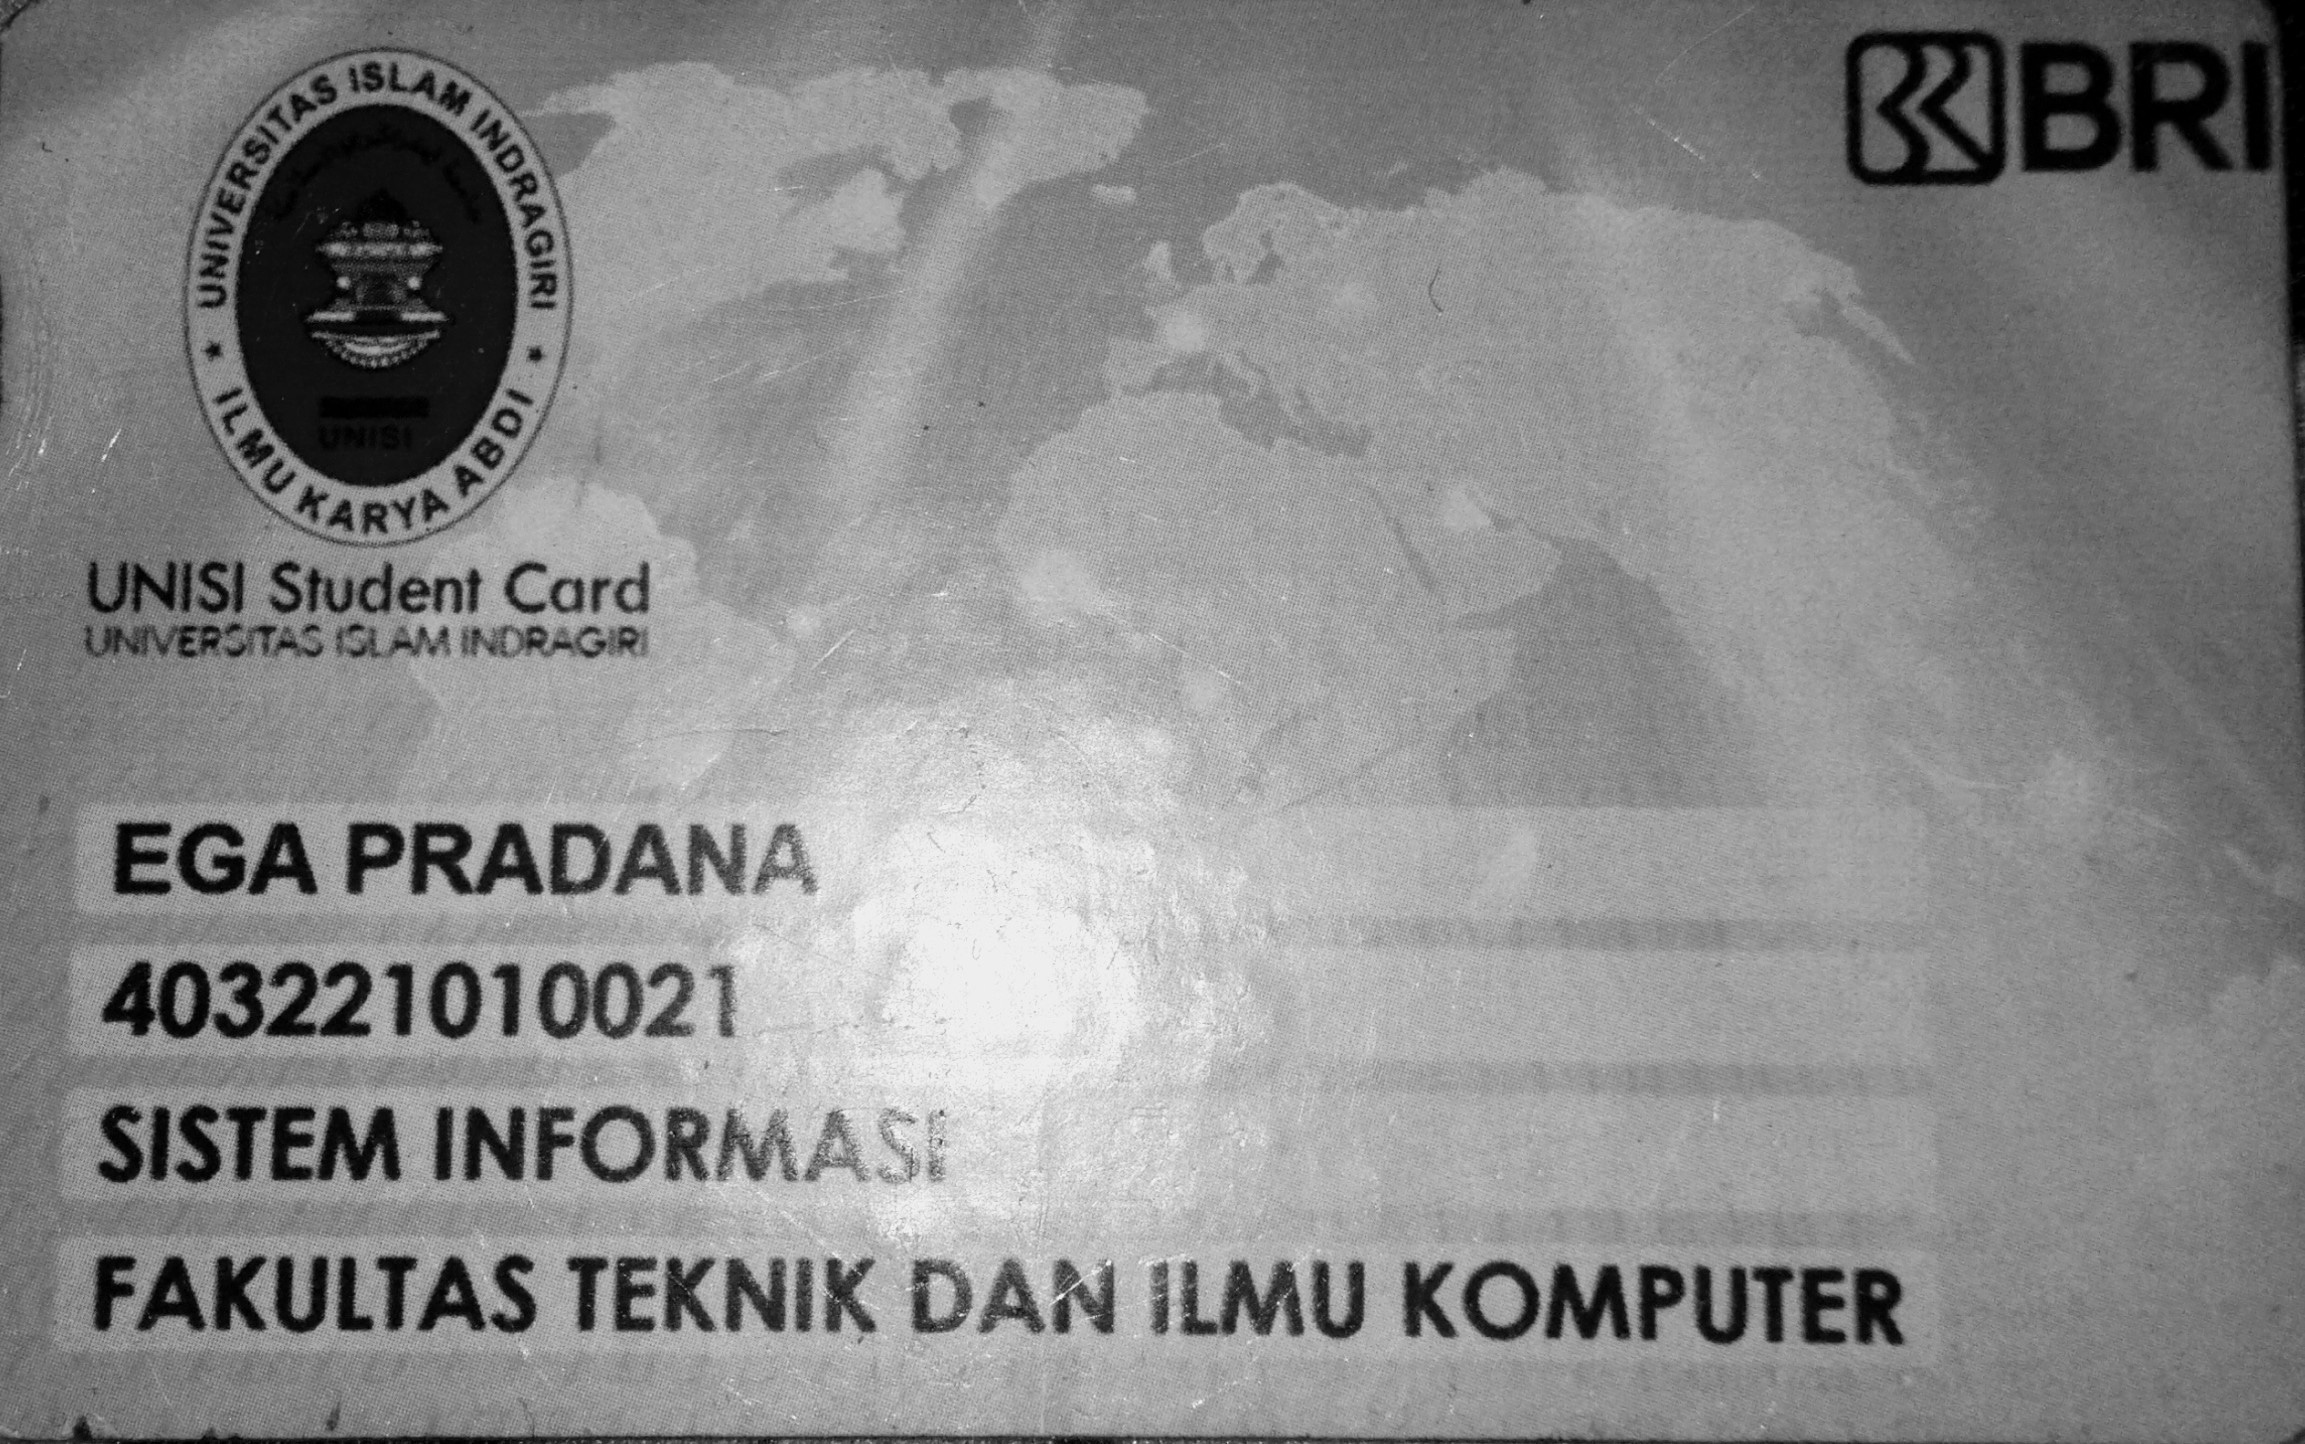 UNIVERSITAS ISLAM INDRAGIRI
UNISI
ILMU KARYA ABDI
BRI
UNISI Student Card
UNIVERSITAS ISLAM INDRAGIRI
EGA PRADANA
403221010021
SISTEM INFORMASI
FAKULTAS TEKNIK DAN ILMU KOMPUTER